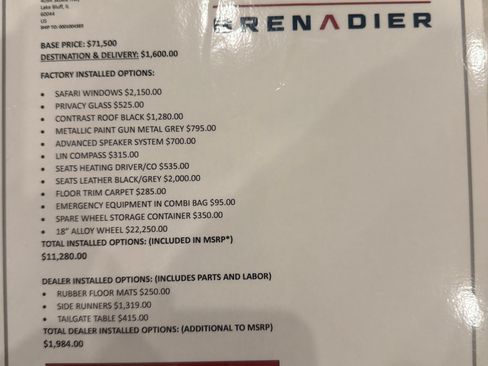 Lake Bluff, IL
60044
US
GRENADIER
BASE PRICE: $71,500
DESTINATION & DELIVERY: $1,600.00
FACTORY INSTALLED OPTIONS:
• SAFARI WINDOWS $2,150.00
• PRIVACY GLASS $525.00
• CONTRAST ROOF BLACK $1,280.00
• METALLIC PAINT GUN METAL GREY $795.00
• ADVANCED SPEAKER SYSTEM $700.00
• LIN COMPASS $315.00
• SEATS HEATING DRIVER/CO $535.00
• SEATS LEATHER BLACK/GREY $2,000.00
• FLOOR TRIM CARPET $285.00
• EMERGENCY EQUIPMENT IN COMBI BAG $95.00
• SPARE WHEEL STORAGE CONTAINER $350.00
• 18" ALLOY WHEEL $22,250.00
TOTAL INSTALLED OPTIONS: (INCLUDED IN MSRP*)
$11,280.00
DEALER INSTALLED OPTIONS: (INCLUDES PARTS AND LABOR)
• RUBBER FLOOR MATS $250.00
• SIDE RUNNERS $1,319.00
• TAILGATE TABLE $415.00
TOTAL DEALER INSTALLED OPTIONS: (ADDITIONAL TO MSRP)
$1,984.00